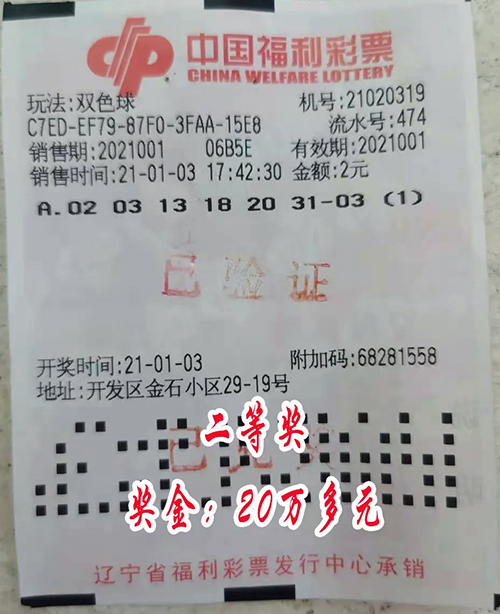 中国福利彩票
CHINA WELFARE LOTTERY
玩法:双色球 机号:21020319
C7ED-EF79-87F0-3FAA-15E8 流水号:474
销售期:2021001 06B5E 有效期:2021001
销售时间:21-01-03 17:42:30 金额:2元
A.02 03 13 18 20 31-03 (1)
已验证
开奖时间:21-01-03 附加码:68281558
地址:开发区金石小区29-19号
二等奖
奖金：20万多元
辽宁省福利彩票发行中心承销